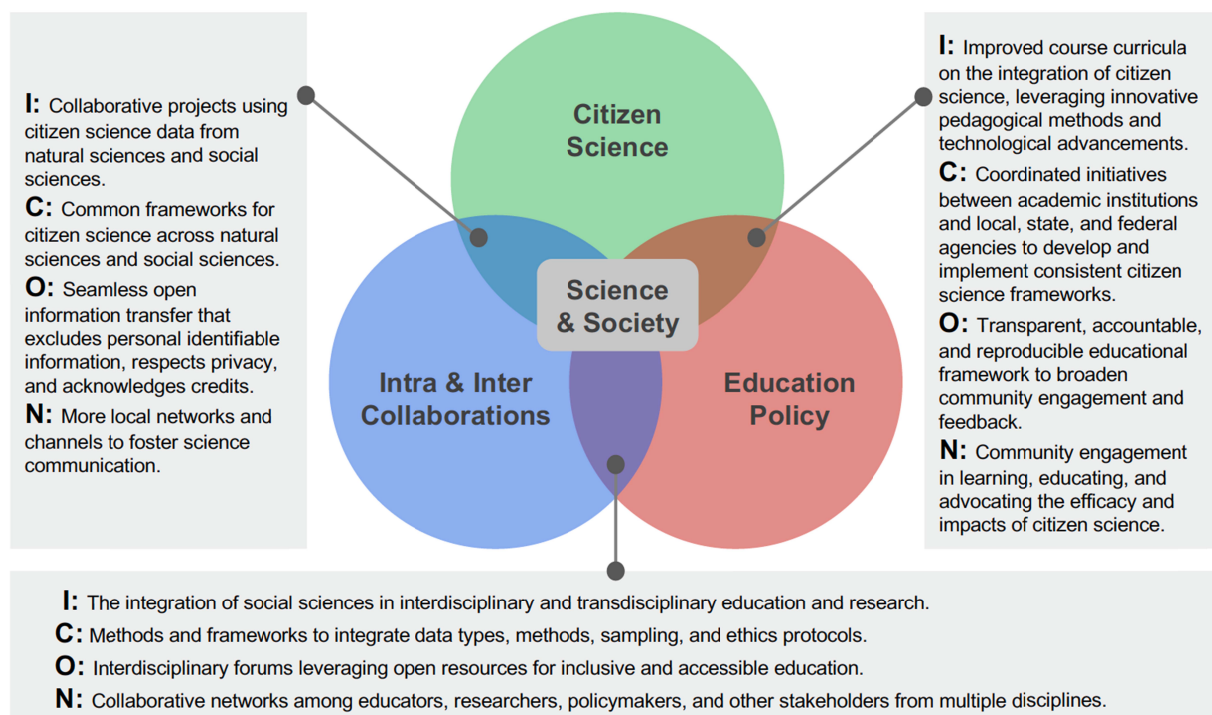 I: Collaborative projects using
citizen science data from
natural sciences and social
sciences.
C: Common frameworks for
citizen science across natural
sciences and social sciences.
O: Seamless open
information transfer that
excludes personal identifiable
information, respects privacy,
and acknowledges credits.
N: More local networks and
channels to foster science
communication.
Citizen
Science
Science
& Society
Intra & Inter
Collaborations
Education
Policy
I: Improved course curricula
on the integration of citizen
science, leveraging innovative
pedagogical methods and
technological advancements.
C: Coordinated initiatives
between academic institutions
and local, state, and federal
agencies to develop and
implement consistent citizen
science frameworks.
O: Transparent, accountable,
and reproducible educational
framework to broaden
community engagement and
feedback.
N: Community engagement
in learning, educating, and
advocating the efficacy and
impacts of citizen science.
I: The integration of social sciences in interdisciplinary and transdisciplinary education and research.
C: Methods and frameworks to integrate data types, methods, sampling, and ethics protocols.
O: Interdisciplinary forums leveraging open resources for inclusive and accessible education.
N: Collaborative networks among educators, researchers, policymakers, and other stakeholders from multiple disciplines.